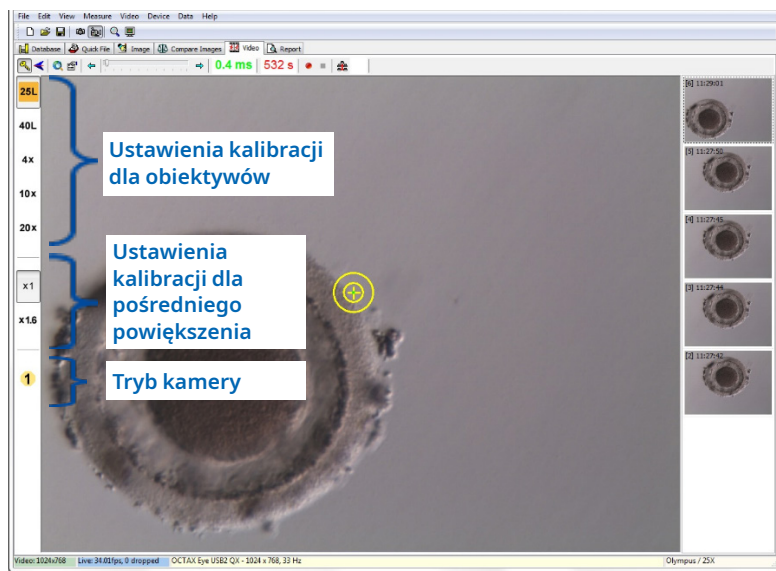 File Edit View Measure Video Device Data Help
Database Quick File Image Compare Images Video Report
0.4 ms 532 s
25L
40L
4x
10x
20x
x1
x1.6
1
Ustawienia kalibracji
dla obiektywów
Ustawienia
kalibracji dla
pośredniego
powiększenia
Tryb kamery
[6] 11:29:01
[5] 11:27:51
[4] 11:27:45
[3] 11:27:44
[2] 11:27:42
Video: 1024x768 Live: 34.01fps, 0 dropped OCTAX Eye USB2 QX - 1024 x 768, 33 Hz Olympus / 25X